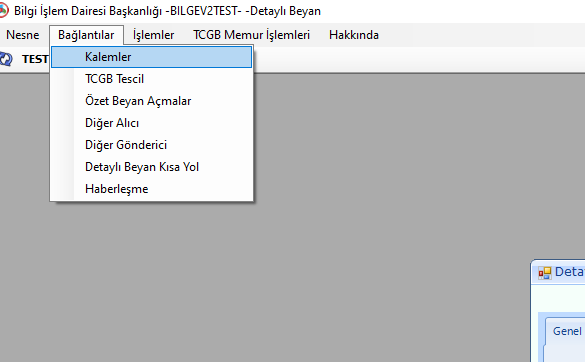 Bilgi İşlem Dairesi Başkanlığı -BILGEV2TEST- -Detaylı Beyan
Nesne Bağlantılar İşlemler TCGB Memur İşlemleri Hakkında
TEST
Kalemler
TCGB Tescil
Özet Beyan Açmalar
Diğer Alıcı
Diğer Gönderici
Detaylı Beyan Kısa Yol
Haberleşme
Deta
Genel